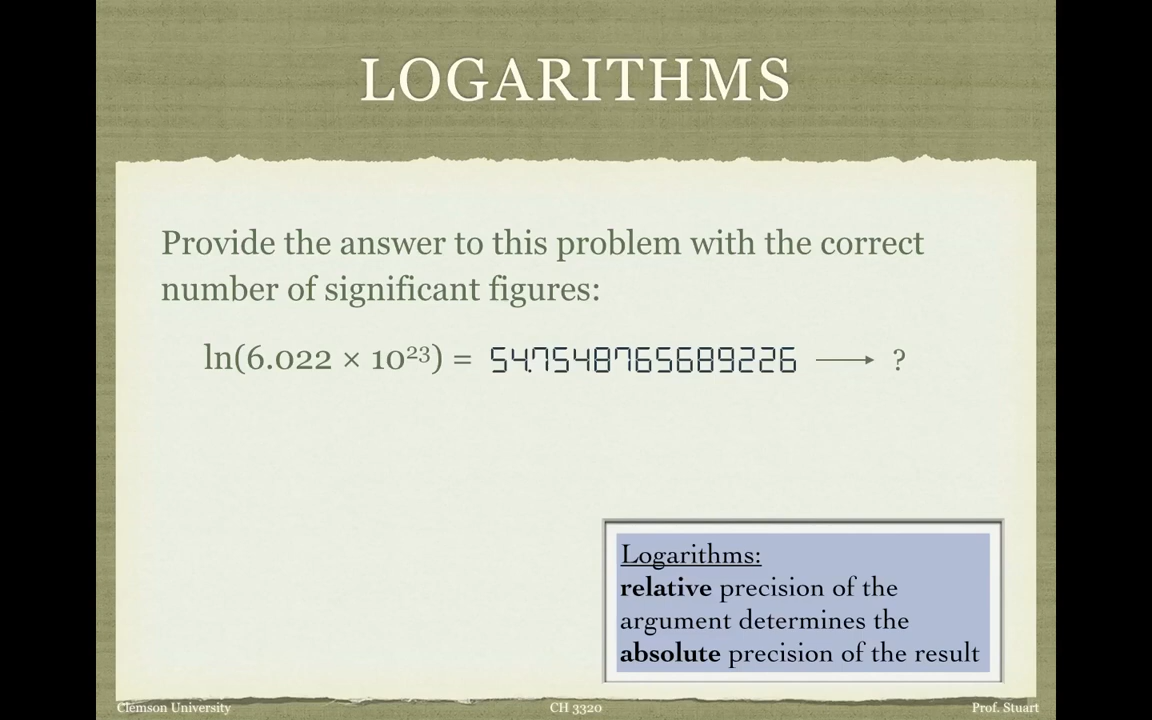 LOGARITHMS
Provide the answer to this problem with the correct
number of significant figures:
ln(6.022 × 10²³) = 54.7548765689226 ⟶ ?
Logarithms:
relative precision of the
argument determines the
absolute precision of the result
Clemson University CH 3320 Prof. Stuart